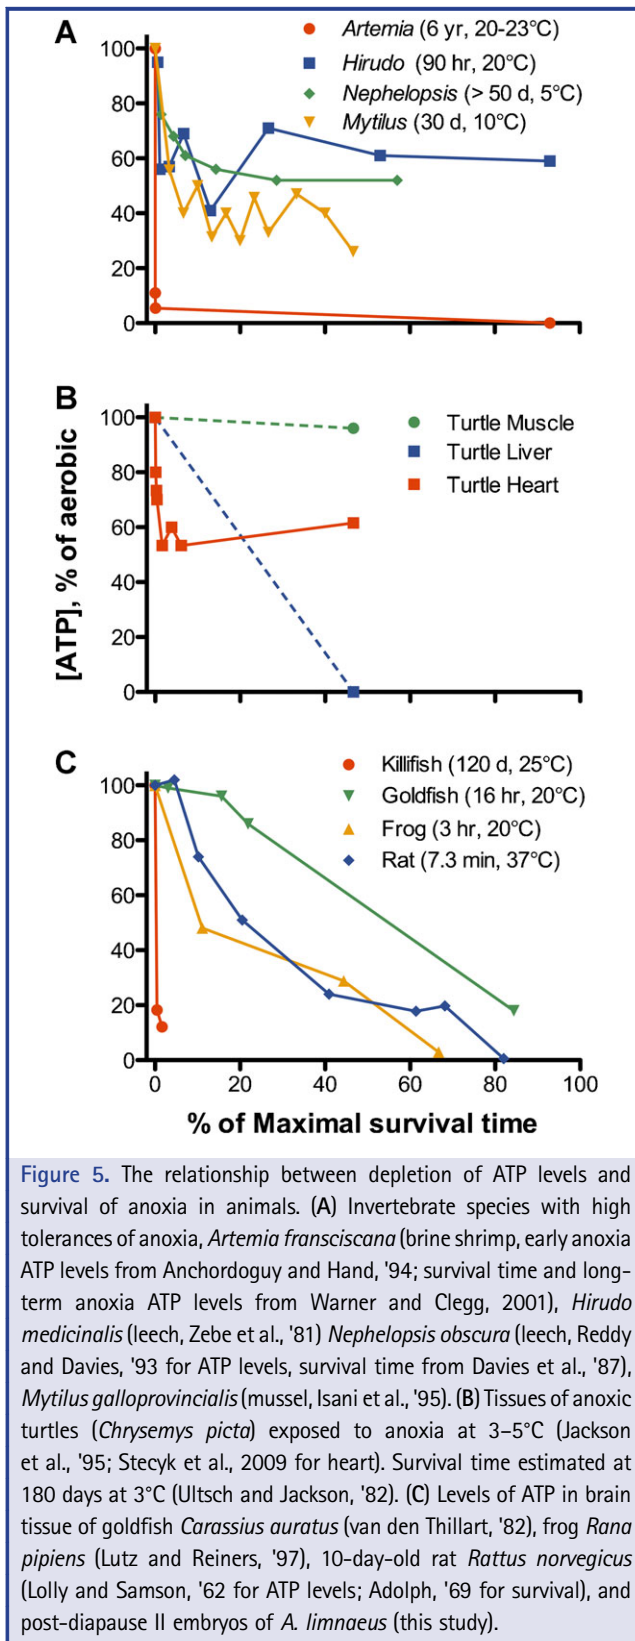 A
Artemia (6 yr, 20-23°C)
Hirudo (90 hr, 20°C)
Nephelopsis (> 50 d, 5°C)
Mytilus (30 d, 10°C)
100
80
60
40
20
0
B
Turtle Muscle
Turtle Liver
Turtle Heart
100
80
60
40
20
0
[ATP], % of aerobic
C
Killifish (120 d, 25°C)
Goldfish (16 hr, 20°C)
Frog (3 hr, 20°C)
Rat (7.3 min, 37°C)
100
80
60
40
20
0
0 20 40 60 80 100
% of Maximal survival time
Figure 5. The relationship between depletion of ATP levels and
survival of anoxia in animals. (A) Invertebrate species with high
tolerances of anoxia, Artemia fransciscana (brine shrimp, early anoxia
ATP levels from Anchordoguy and Hand, '94; survival time and long-
term anoxia ATP levels from Warner and Clegg, 2001), Hirudo
medicinalis (leech, Zebe et al., '81) Nephelopsis obscura (leech, Reddy
and Davies, '93 for ATP levels, survival time from Davies et al., '87),
Mytilus galloprovincialis (mussel, Isani et al., '95). (B) Tissues of anoxic
turtles (Chrysemys picta) exposed to anoxia at 3–5°C (Jackson
et al., '95; Stecyk et al., 2009 for heart). Survival time estimated at
180 days at 3°C (Ultsch and Jackson, '82). (C) Levels of ATP in brain
tissue of goldfish Carassius auratus (van den Thillart, '82), frog Rana
pipiens (Lutz and Reiners, '97), 10-day-old rat Rattus norvegicus
(Lolly and Samson, '62 for ATP levels; Adolph, '69 for survival), and
post-diapause II embryos of A. limnaeus (this study).